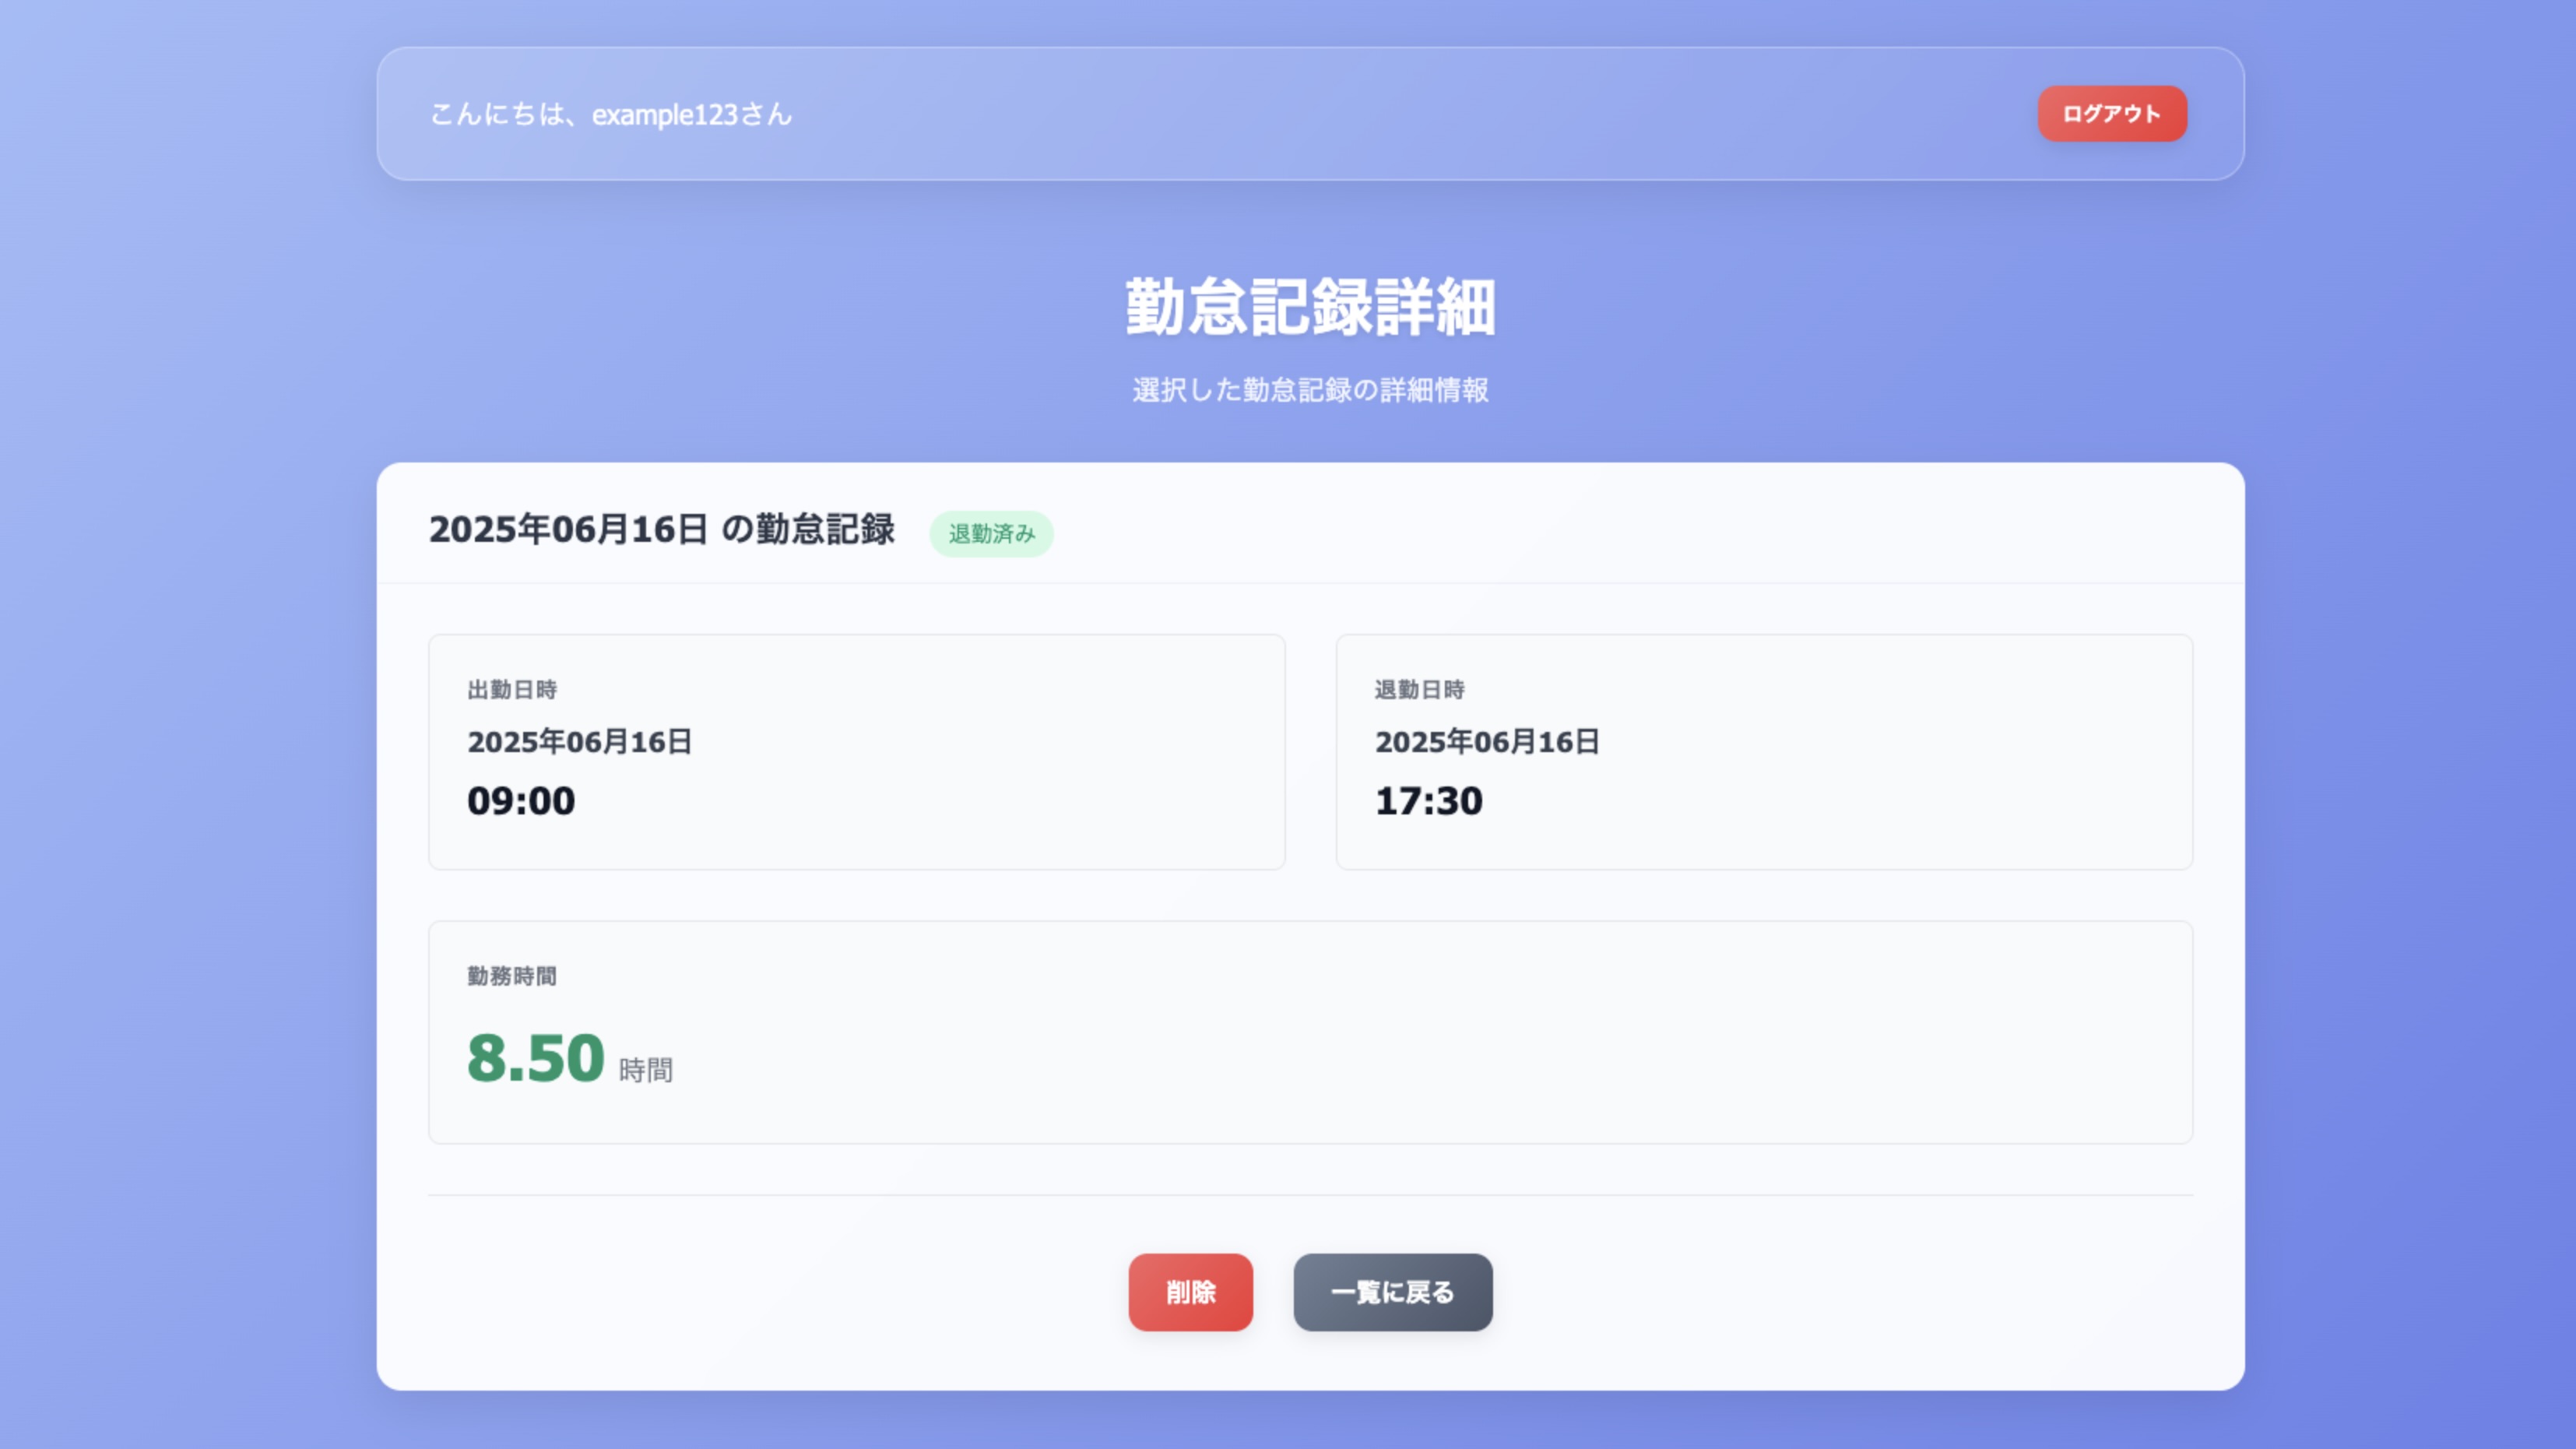 こんにちは、example123さん
ログアウト
勤怠記録詳細
選択した勤怠記録の詳細情報
2025年06月16日 の勤怠記録
退勤済み
出勤日時
2025年06月16日
09:00
退勤日時
2025年06月16日
17:30
勤務時間
8.50 時間
削除
一覧に戻る